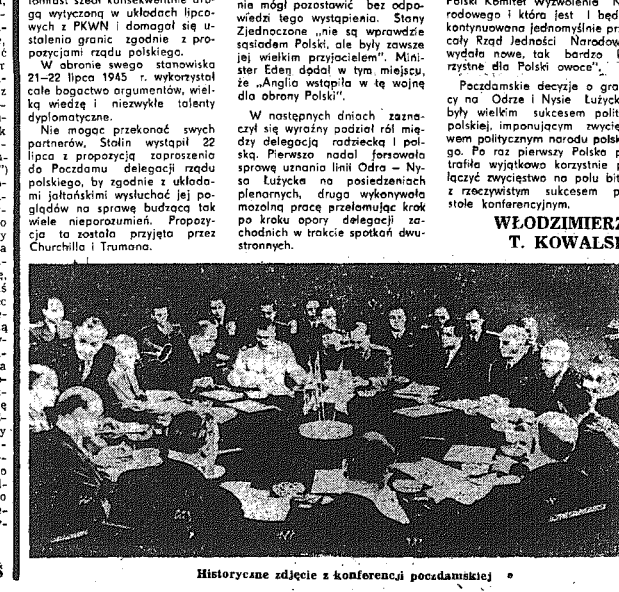 gą wytyczoną w układach lipco-
wych z PKWN i domagał się u-
stalenia granic zgodnie z pro-
pozycjami rządu polskiego.
W obronie swego stanowiska
21–22 lipca 1945 r. wykorzystał
całe bogactwo argumentów, wiel-
ką wiedzę i niezwykłe talenty
dyplomatyczne.
Nie mogąc przekonać swych
partnerów, Stalin wystąpił 22
lipca z propozycją zaproszenia
do Poczdamu delegacji rządu
polskiego, by zgodnie z układa-
mi jałtańskimi wysłuchać jej po-
glądów na sprawę budzącą tak
wiele nieporozumień. Propozy-
cja ta została przyjęta przez
Churchilla i Trumana.
nia mógł pozostawić bez odpo-
wiedzi tego wystąpienia. Stany
Zjednoczone „nie są wprawdzie
sąsiadem Polski, ale były zawsze
jej wielkim przyjacielem". Mini-
ster Eden dodał w tym miejscu,
że „Anglia wstąpiła w tę wojnę
dla obrony Polski".
W następnych dniach zazna-
czył się wyraźny podział ról mię-
dzy delegacją radziecką i pol-
ską. Pierwsza nadal forsowała
sprawę uznania linii Odra – Ny-
sa Łużycka na posiedzeniach
plenarnych, druga wykonywała
mozolną pracę przełamując krok
po kroku opory delegacji za-
chodnich w trakcie spotkań dwu-
stronnych.
Polski Komitet Wyzwolenia
rodowego i która jest i będ
kontynuowana jednomyślnie pr
cały Rząd Jedności Narodow
wydała nowe, tak bardzo
rzystne dla Polski owoce".
Poczdamskie decyzje o gra
cy na Odrze i Nysie Łużyck
były wielkim sukcesem polit
polskiej, imponującym zwycię
wem politycznym narodu polsk
go. Po raz pierwszy Polska p
trafiła wyjątkowo korzystnie p
łączyć zwycięstwo na polu bit
z rzeczywistym sukcesem p
stole konferencyjnym.
WŁODZIMIERZ
T. KOWALSK
Historyczne zdjęcie z konferencji poczdamskiej